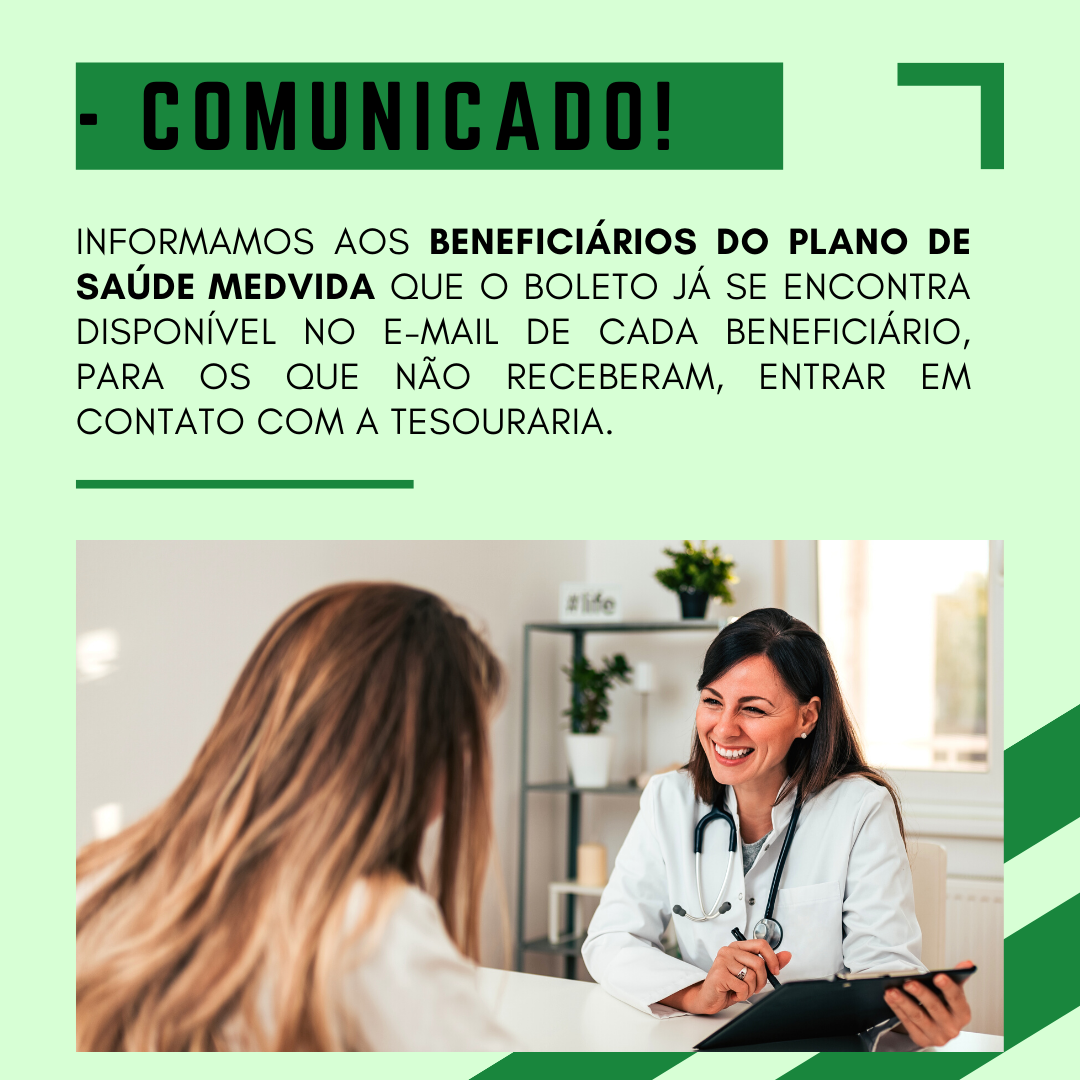 - COMUNICADO!
INFORMAMOS AOS BENEFICIÁRIOS DO PLANO DE
SAÚDE MEDVIDA QUE O BOLETO JÁ SE ENCONTRA
DISPONÍVEL NO E-MAIL DE CADA BENEFICIÁRIO,
PARA OS QUE NÃO RECEBERAM, ENTRAR EM
CONTATO COM A TESOURARIA.
#life